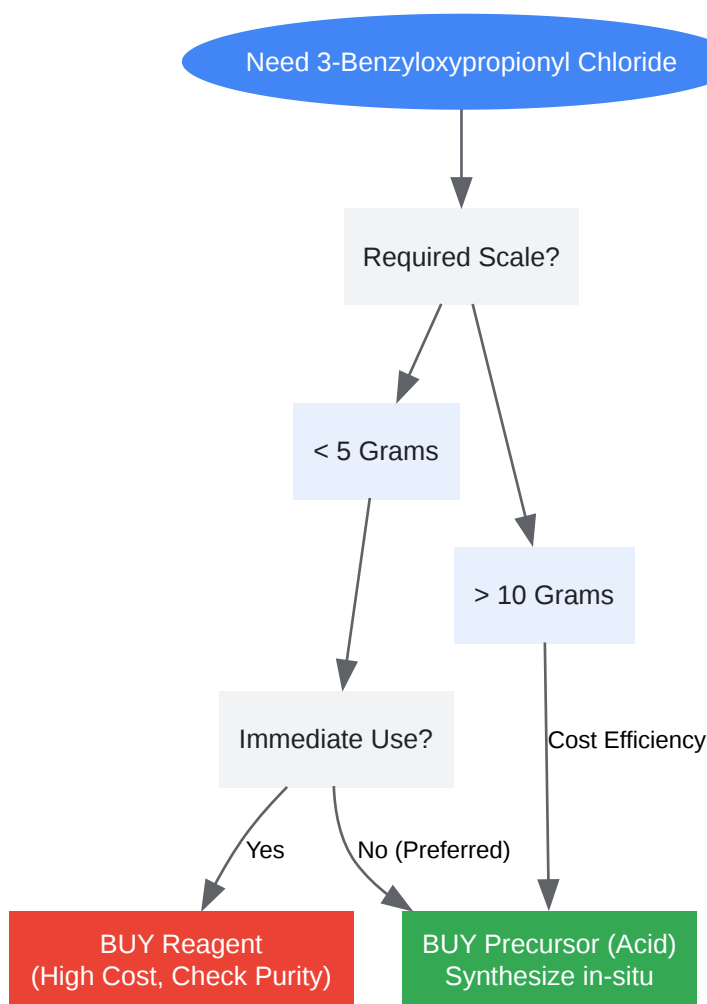 Need 3-Benzyloxypropionyl Chloride
Required Scale?
< 5 Grams
> 10 Grams
Immediate Use?
Cost Efficiency
Yes
No (Preferred)
BUY Reagent
(High Cost, Check Purity)
BUY Precursor (Acid)
Synthesize in-situ